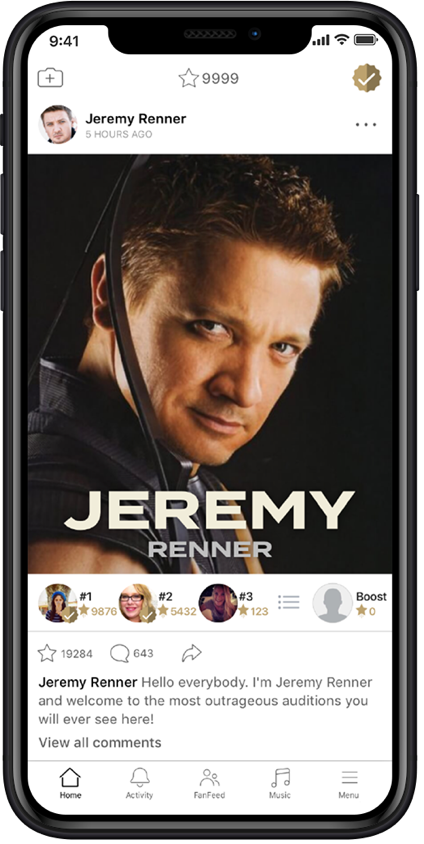 9:41
9999
Jeremy Renner
5 HOURS AGO
JEREMY
RENNER
#1
9876
#2
5432
#3
123
Boost
0
19284
643
Jeremy Renner Hello everybody. I'm Jeremy Renner
and welcome to the most outrageous auditions you
will ever see here!
View all comments
Home
Activity
FanFeed
Music
Menu